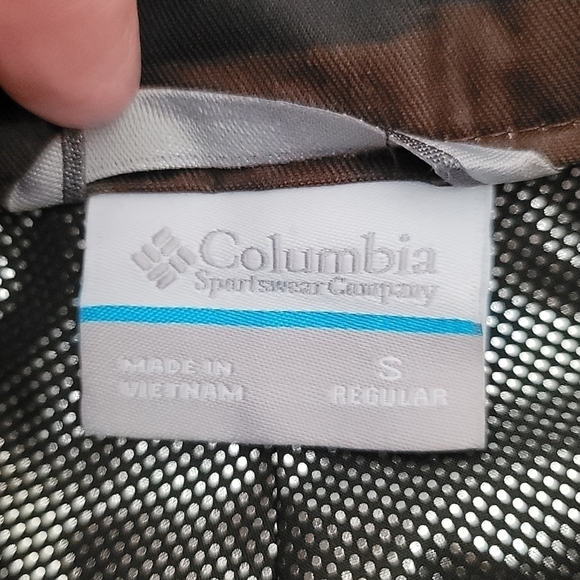 Columbia
Sportswear Company
MADE IN
VIETNAM
S
REGULAR